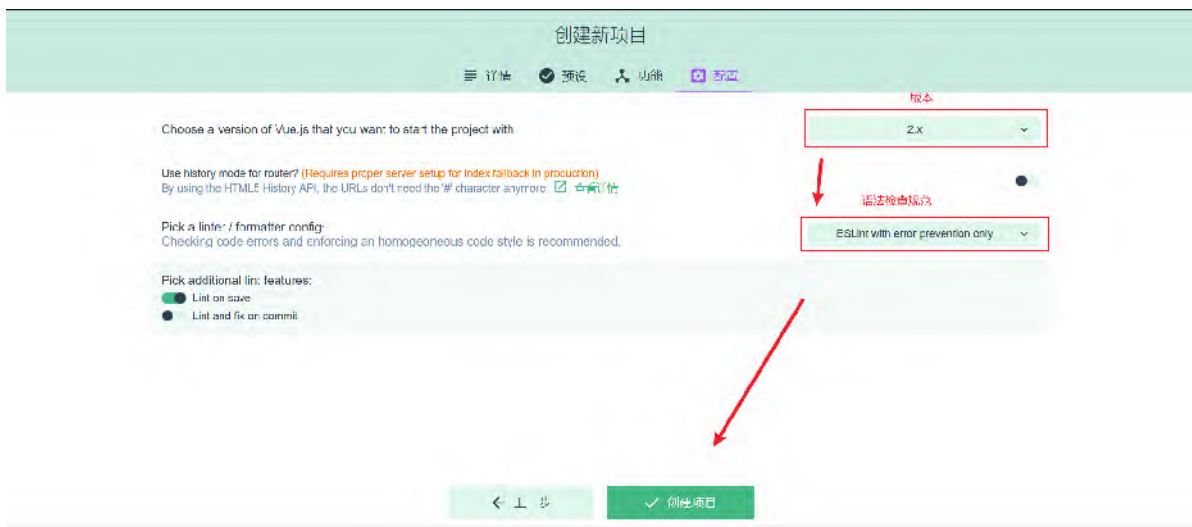 创建新项目
详情 预设 功能 配置
版本
Choose a version of Vue.js that you want to start the project with
2.x
Use history mode for router? (Requires proper server setup for index fallback in production)
By using the HTML5 History API, the URLs don't need the '#' character anymore. 查看详情
语法检查规范
Pick a linter / formatter config:
ESLint with error prevention only
Checking code errors and enforcing an homogeoneous code style is recommended.
Pick additional lint features:
Lint on save
Lint and fix on commit
上一步
创建项目